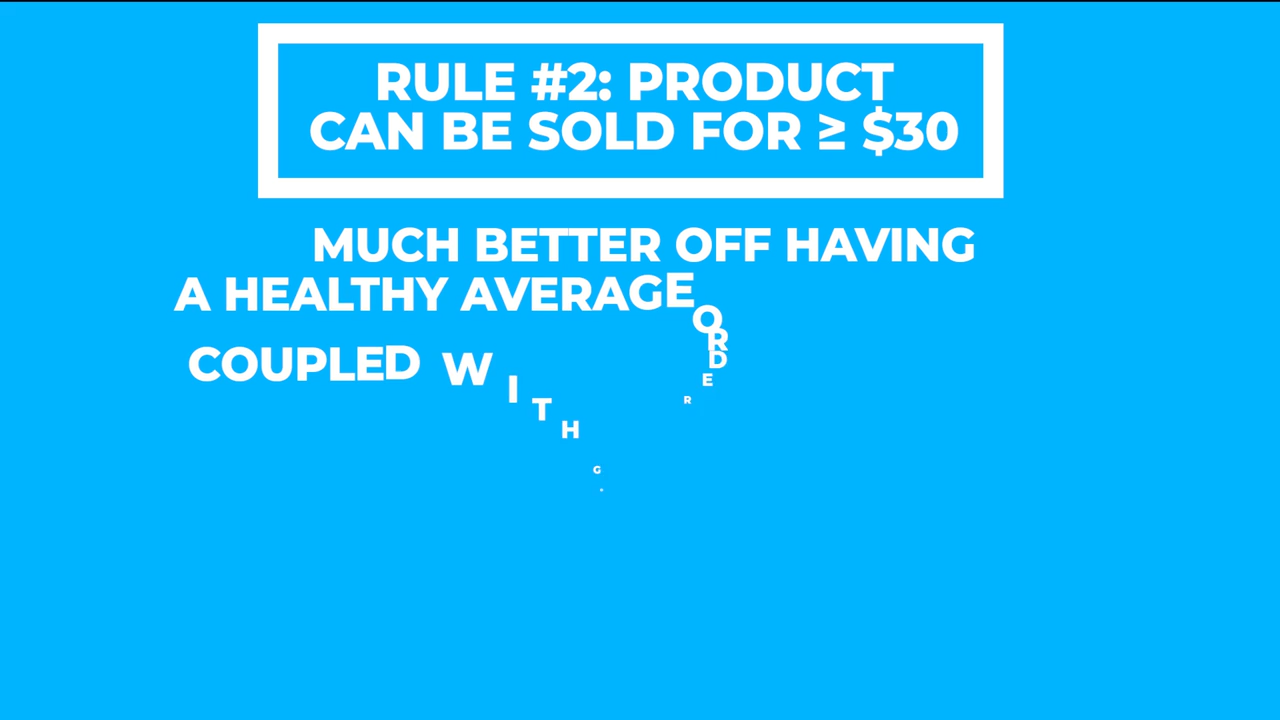 RULE #2: PRODUCT
CAN BE SOLD FOR ≥ $30
MUCH BETTER OFF HAVING
A HEALTHY AVERAGE ORDER
COUPLED WITH G